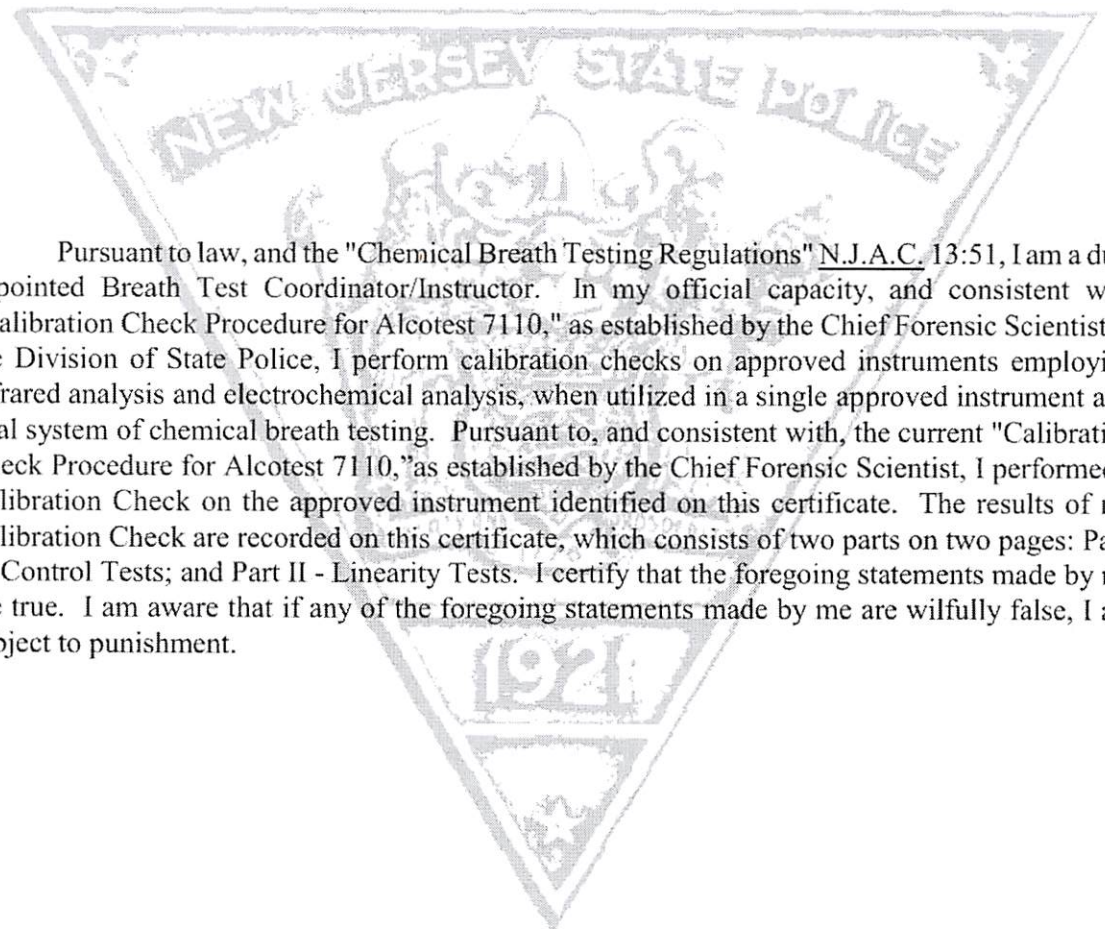 NEW JERSEY STATE POLICE
Pursuant to law, and the "Chemical Breath Testing Regulations" N.J.A.C. 13:51, I am a du
pointed Breath Test Coordinator/Instructor. In my official capacity, and consistent w
alibration Check Procedure for Alcotest 7110," as established by the Chief Forensic Scientist
e Division of State Police, I perform calibration checks on approved instruments employi
frared analysis and electrochemical analysis, when utilized in a single approved instrument a
al system of chemical breath testing. Pursuant to, and consistent with, the current "Calibrati
eck Procedure for Alcotest 7110,"as established by the Chief Forensic Scientist, I performed
libration Check on the approved instrument identified on this certificate. The results of
libration Check are recorded on this certificate, which consists of two parts on two pages: Pa
Control Tests; and Part II - Linearity Tests. I certify that the foregoing statements made by
e true. I am aware that if any of the foregoing statements made by me are wilfully false, I a
bject to punishment.
1921